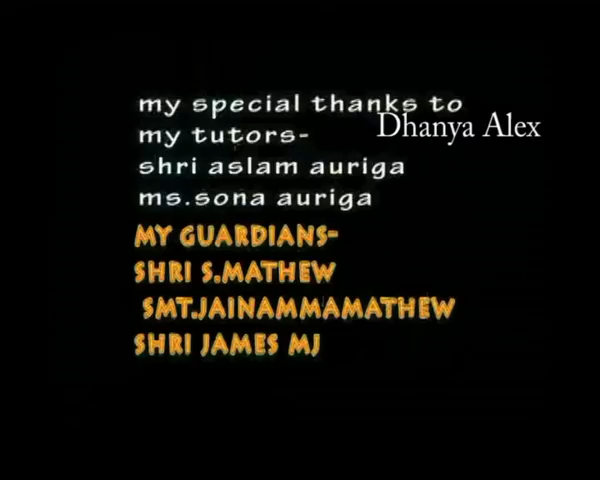 my special thanks to
Dhanya Alex
my tutors-
shri aslam auriga
ms.sona auriga
MY GUARDIANS-
SHRI S.MATHEW
SMT.JAINAMMAMATHEW
SHRI JAMES MJ